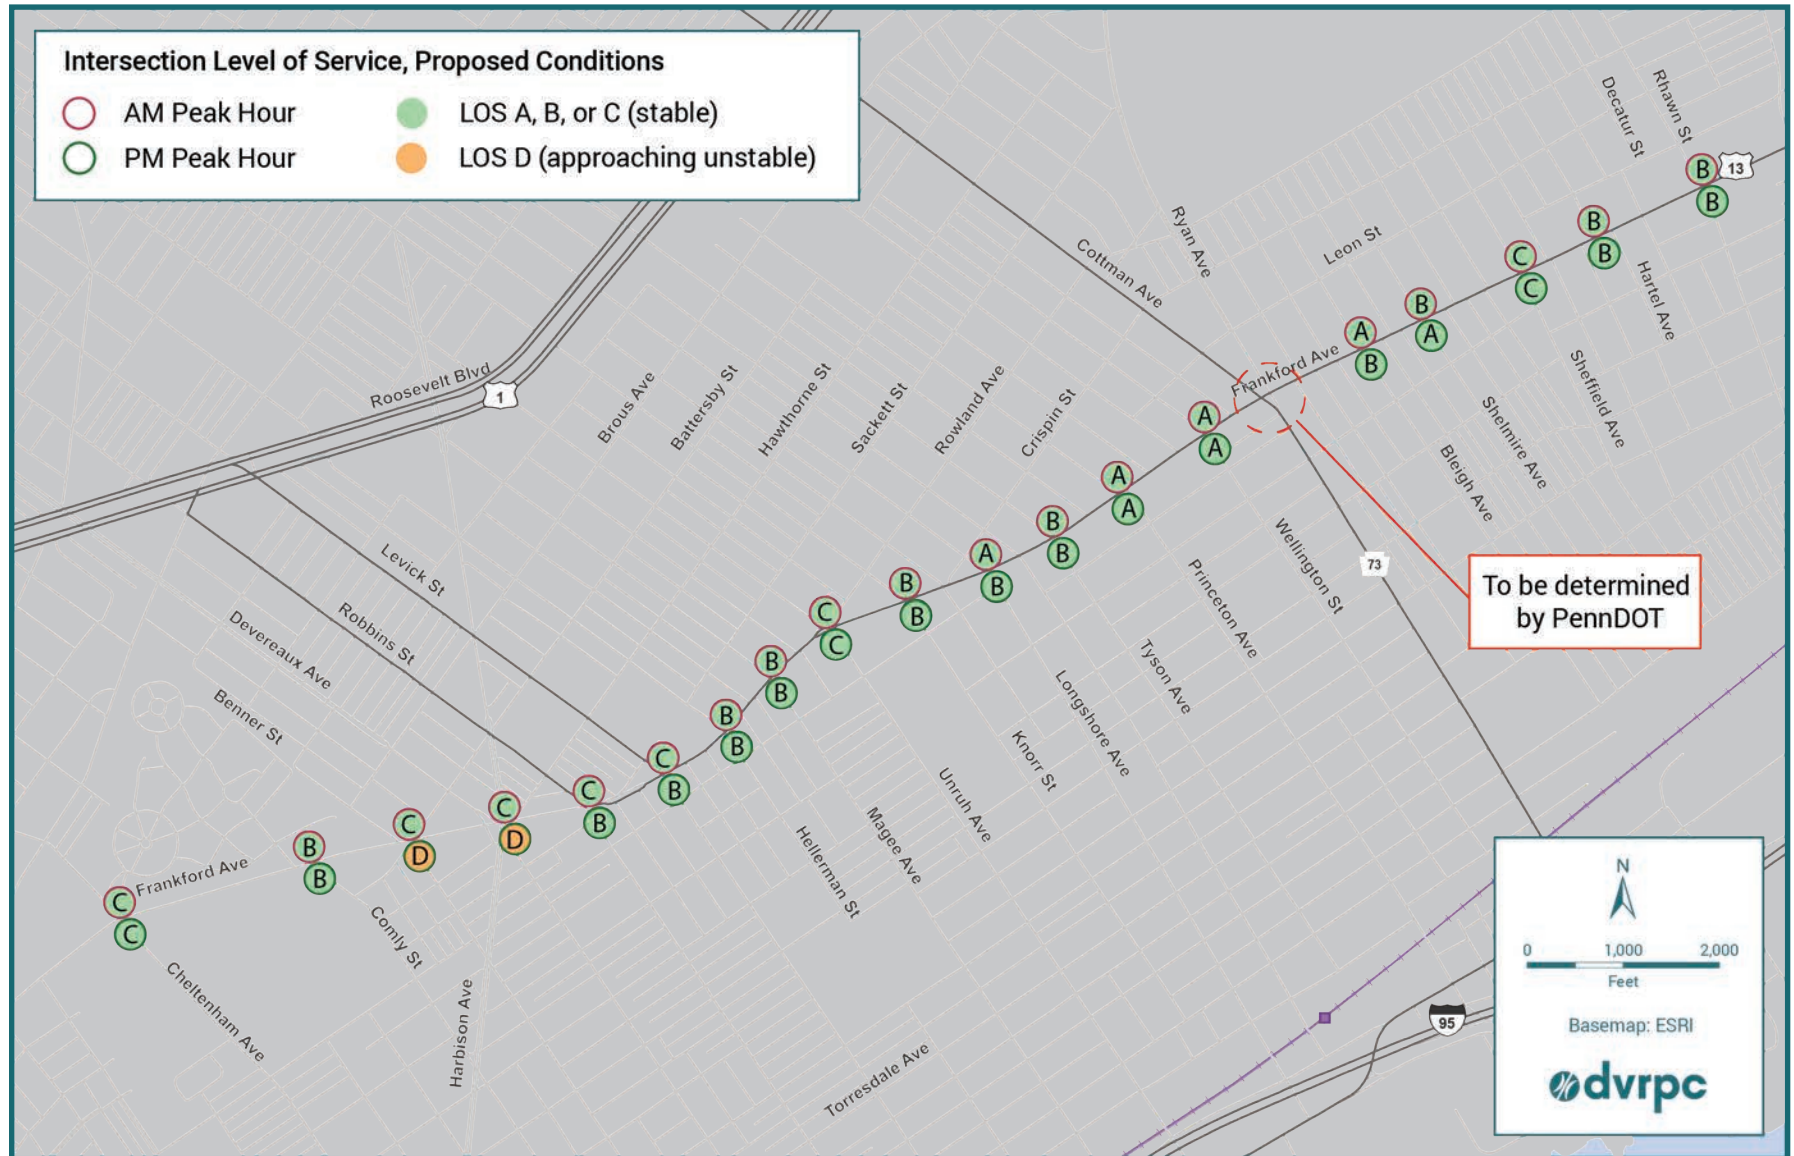 Intersection Level of Service, Proposed Conditions
AM Peak Hour
LOS A, B, or C (stable)
PM Peak Hour
LOS D (approaching unstable)
Rhawn St
Decatur St
B
13
B
Ryan Ave
B
Leon St
B
Cottman Ave
C
Hartel Ave
C
B
A
A
Frankford Ave
B
Sheffield Ave
Roosevelt Blvd
1
Brous Ave
Battersby St
Hawthorne St
Sackett St
Rowland Ave
Crispin St
A
A
Shelmire Ave
Bleigh Ave
A
A
B
B
Wellington St
73
A
B
Levick St
Princeton Ave
To be determined
by PennDOT
B
B
Robbins St
C
C
Devereaux Ave
Tyson Ave
B
B
Longshore Ave
Benner St
B
B
Knorr St
C
B
Unruh Ave
C
B
Magee Ave
C
D
C
D
Hellerman St
B
B
Frankford Ave
C
C
Comly St
Cheltenham Ave
Harbison Ave
Torresdale Ave
95
N
0 1,000 2,000
Feet
Basemap: ESRI
dvrpc